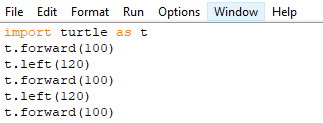 File Edit Format Run Options Window Help
import turtle as t
t.forward(100)
t.left(120)
t.forward(100)
t.left(120)
t.forward(100)